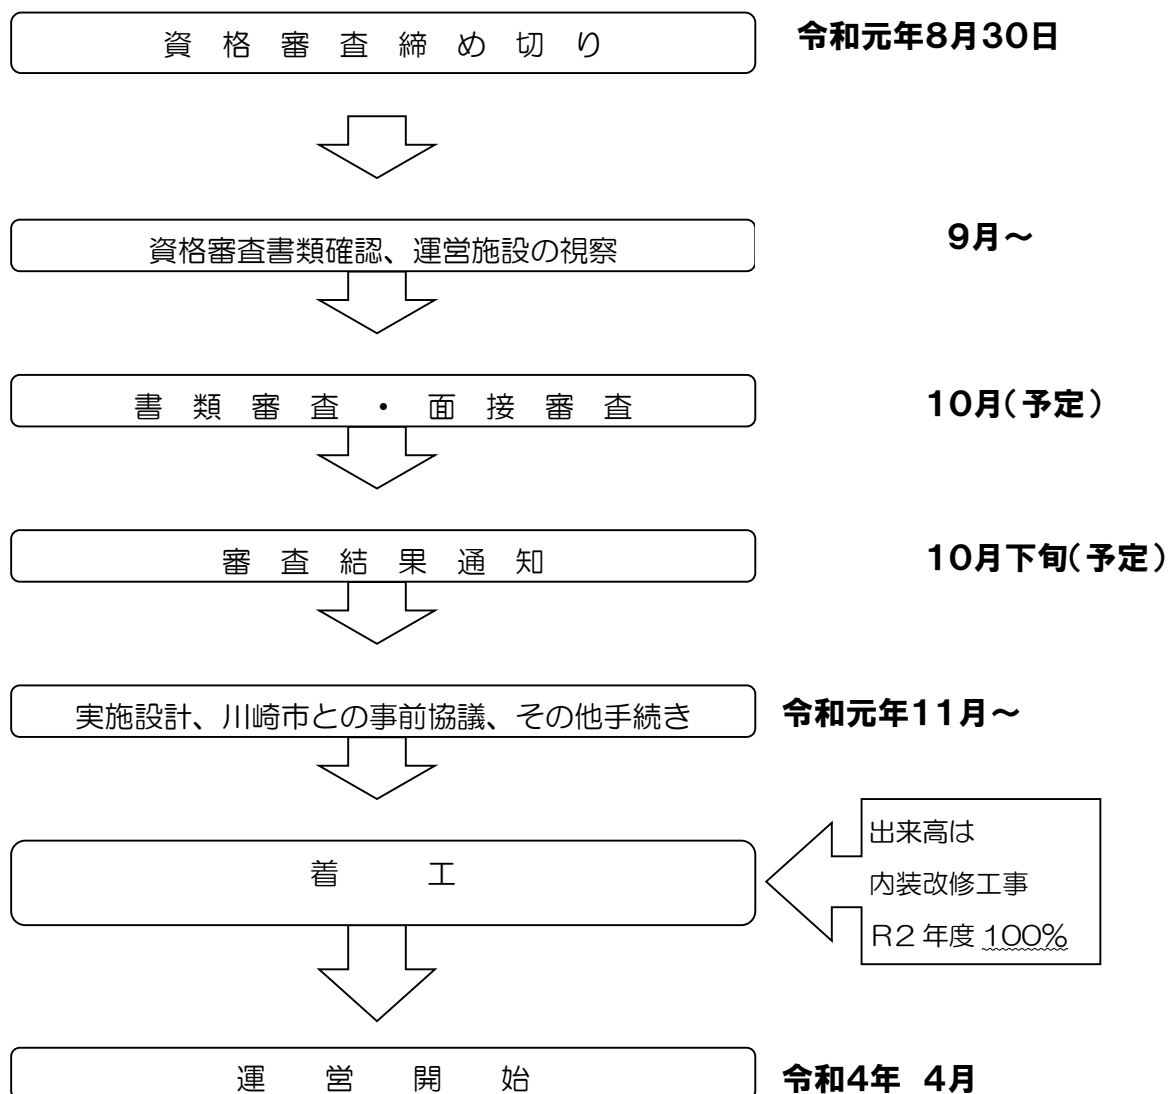 資格審査締め切り
令和元年8月30日
資格審査書類確認、運営施設の視察
9月～
書類審査・面接審査
10月(予定)
審査結果通知
10月下旬(予定)
実施設計、川崎市との事前協議、その他手続き
令和元年11月～
着工
出来高は
内装改修工事
R2年度 100%
運営開始
令和4年 4月